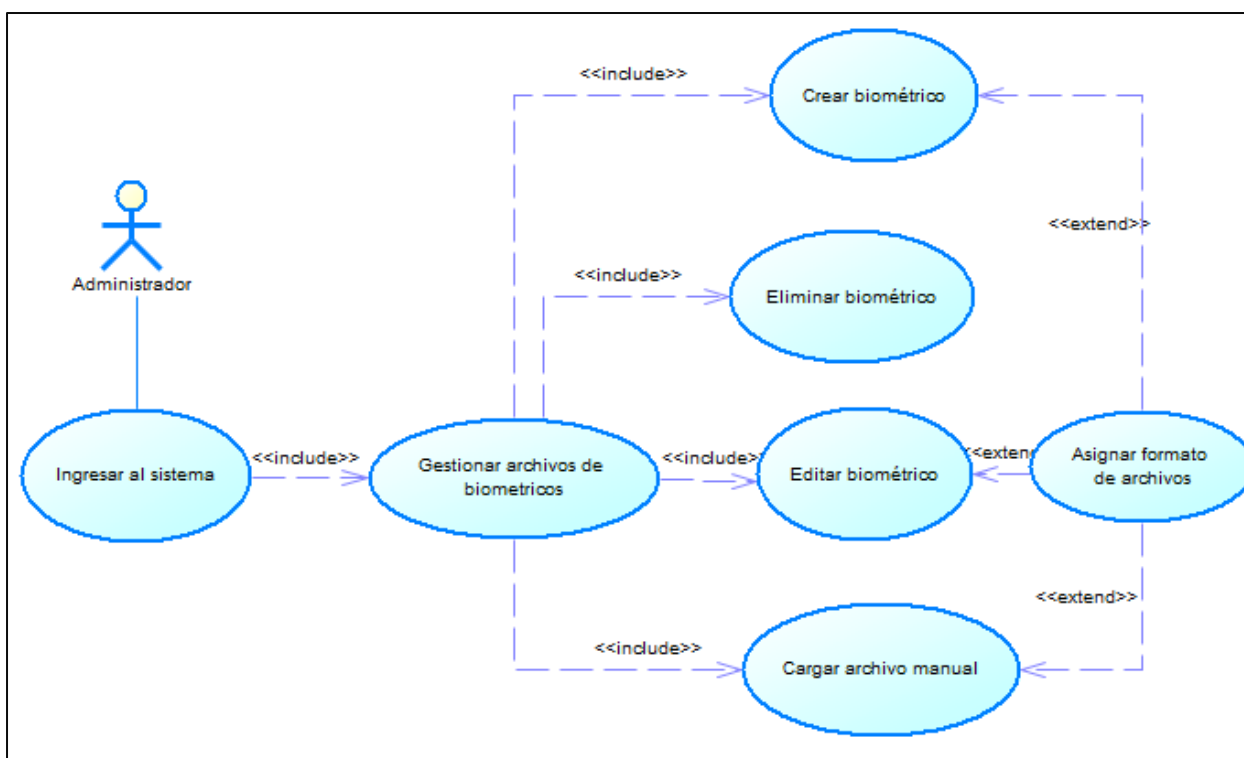 <<include>>
Crear biométrico
<<extend>>
Administrador
<<include>>
Eliminar biométrico
Ingresar al sistema
<<include>>
Gestionar archivos de
biometricos
<<include>>
Editar biométrico
<<exten
Asignar formato
de archivos
<<include>>
Cargar archivo manual
<<extend>>